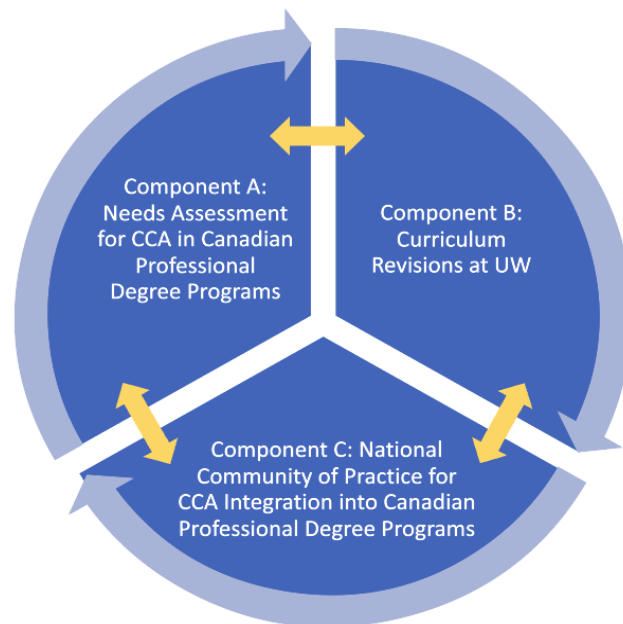 Component A:
Needs Assessment
for CCA in Canadian
Professional
Degree Programs
Component B:
Curriculum
Revisions at UW
Component C: National
Community of Practice for
CCA Integration into Canadian
Professional Degree Programs